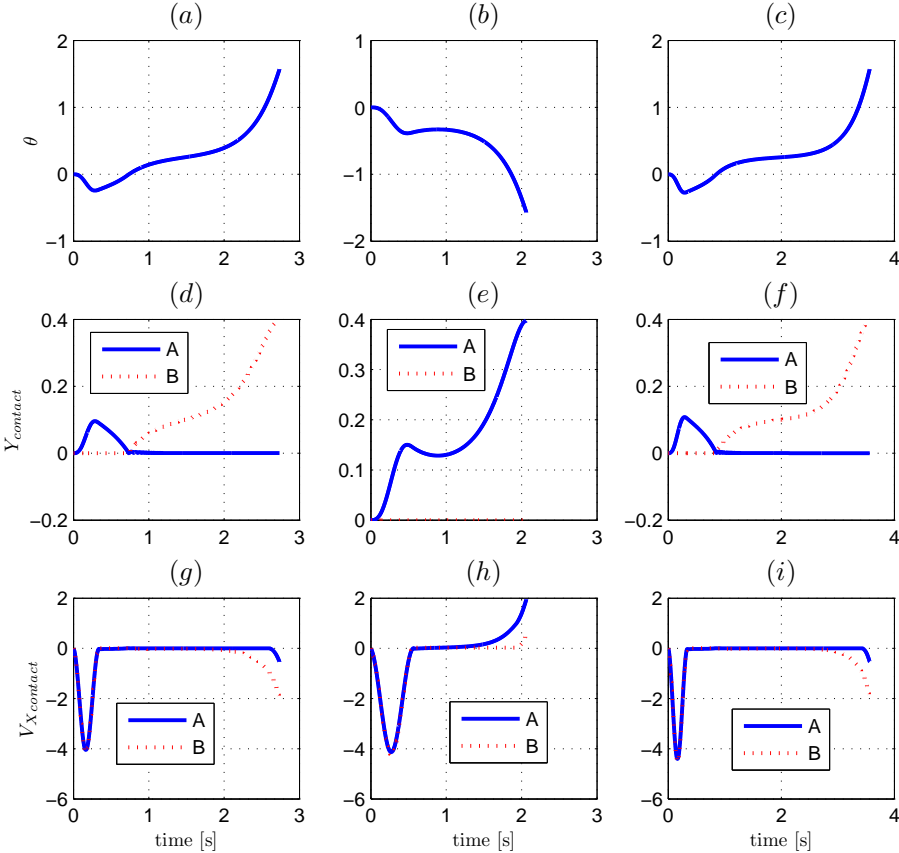 (a) (b) (c)
2 1 2
1 0 1
θ
0 −1 0
−1 −2 −1
0 1 2 3 0 1 2 3 0 2 4
(d) (e) (f)
0.4 0.4 0.4
A A A
B B B
0.3
0.2 0.2 0.2
Y_contact
0 0.1 0
−0.2 0 −0.2
0 1 2 3 0 1 2 3 0 2 4
(g) (h) (i)
2 2 2
0 0 0
V_X contact
−2 −2 −2
A A A
B B B
−4 −4 −4
−6 −6 −6
0 1 2 3 0 1 2 3 0 2 4
time [s] time [s] time [s]